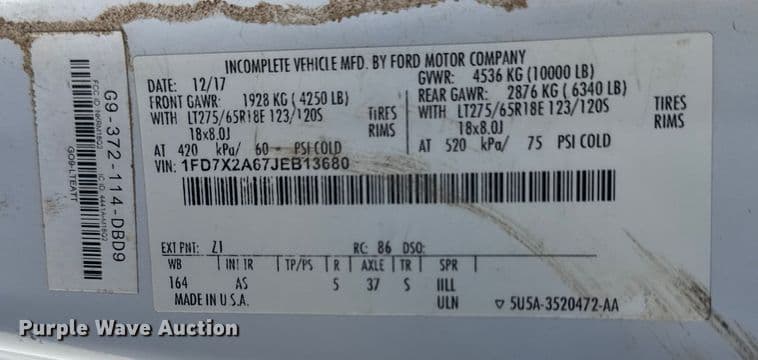 INCOMPLETE VEHICLE MFD. BY FORD MOTOR COMPANY
DATE: 12/17 GVWR: 4536 KG (10000 LB)
FRONT GAWR: 1928 KG ( 4250 LB) REAR GAWR: 2876 KG ( 6340 LB)
WITH LT275/65R18E 123/120S TIRES WITH LT275/65R18E 123/120S TIRES
18x8.0J RIMS 18x8.0J RIMS
AT 420 kPa/ 60 PSI COLD AT 520 kPa/ 75 PSI COLD
VIN: 1FD7X2A67JEB13680
EXT PNT: Z1 RC: 86 DSO:
WB INT TR TP/PS R AXLE TR SPR
164 AS 5 37 S IILL
MADE IN U.S.A. ULN ▽ 5U5A-3520472-AA
G9-372-114-DBD9
GO9-LTEATT
Purple Wave Auction